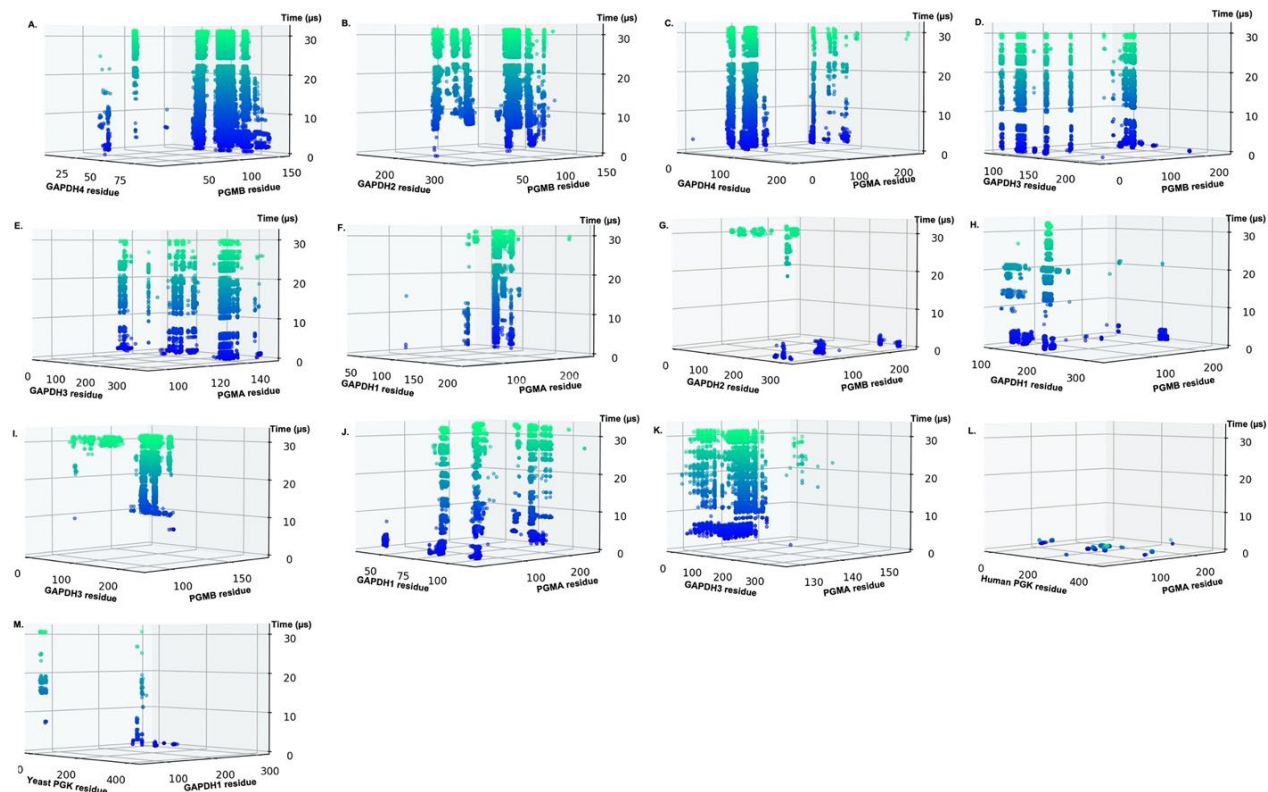 A.
Time (µs)
30
20
10
0
25 50 75
GAPDH4 residue
50 100 150
PGMB residue
B.
Time (µs)
30
20
10
0
200 300
GAPDH2 residue
50 100 150
PGMB residue
C.
Time (µs)
30
20
10
0
0 100 200
GAPDH4 residue
0 100 200
PGMA residue
D.
Time (µs)
30
20
10
0
100 150 200
GAPDH3 residue
0 100 200
PGMB residue
E.
Time (µs)
30
20
10
0
0 100 200 300
GAPDH3 residue
100 120 140
PGMA residue
F.
Time (µs)
30
20
10
0
50 100 150 200
GAPDH1 residue
100 200
PGMA residue
G.
Time (µs)
30
20
10
0
0 100 200 300
GAPDH2 residue
100 200
PGMB residue
H.
Time (µs)
30
20
10
0
100 200 300
GAPDH1 residue
100 200
PGMB residue
I.
Time (µs)
30
20
10
0
0 100 200
GAPDH3 residue
100 150
PGMB residue
J.
Time (µs)
30
20
10
0
50 75 100
GAPDH1 residue
100 200
PGMA residue
K.
Time (µs)
30
20
10
0
0 100 200 300
GAPDH3 residue
130 140 150
PGMA residue
L.
Time (µs)
30
20
10
0
0 200 400
Human PGK residue
100 200
PGMA residue
M.
Time (µs)
30
20
10
0
0 200 400
Yeast PGK residue
100 200 300
GAPDH1 residue